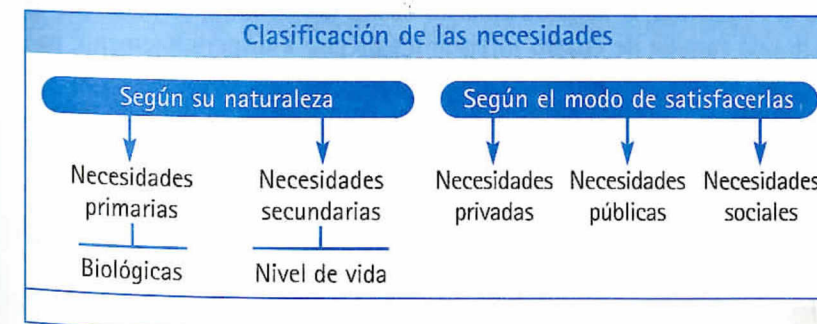 Clasificación de las necesidades
Según su naturaleza
Según el modo de satisfacerlas
Necesidades primarias
Necesidades secundarias
Necesidades privadas
Necesidades públicas
Necesidades sociales
Biológicas
Nivel de vida